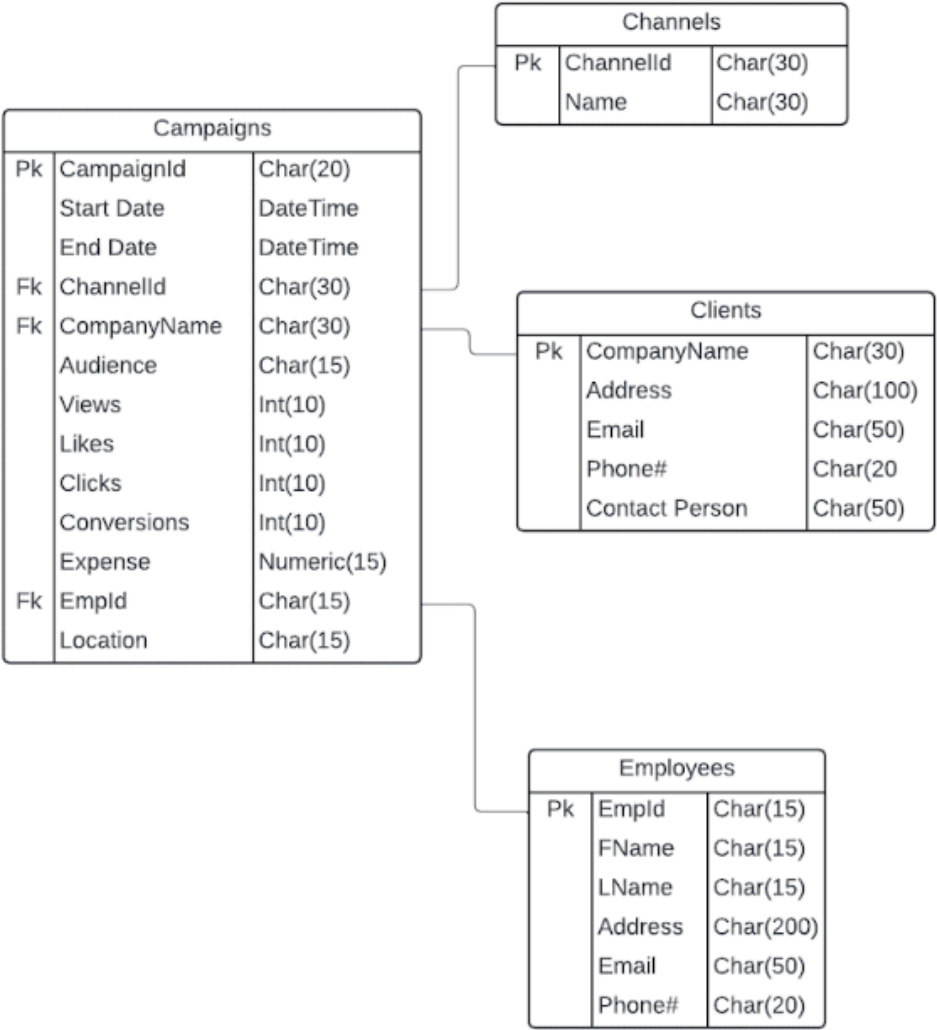 Channels
Pk ChannelId Char(30)
Name Char(30)
Campaigns
Pk CampaignId Char(20)
Start Date DateTime
End Date DateTime
Fk ChannelId Char(30)
Fk CompanyName Char(30)
Audience Char(15)
Views Int(10)
Likes Int(10)
Clicks Int(10)
Conversions Int(10)
Expense Numeric(15)
Fk EmpId Char(15)
Location Char(15)
Clients
Pk CompanyName Char(30)
Address Char(100)
Email Char(50)
Phone# Char(20
Contact Person Char(50)
Employees
Pk EmpId Char(15)
FName Char(15)
LName Char(15)
Address Char(200)
Email Char(50)
Phone# Char(20)